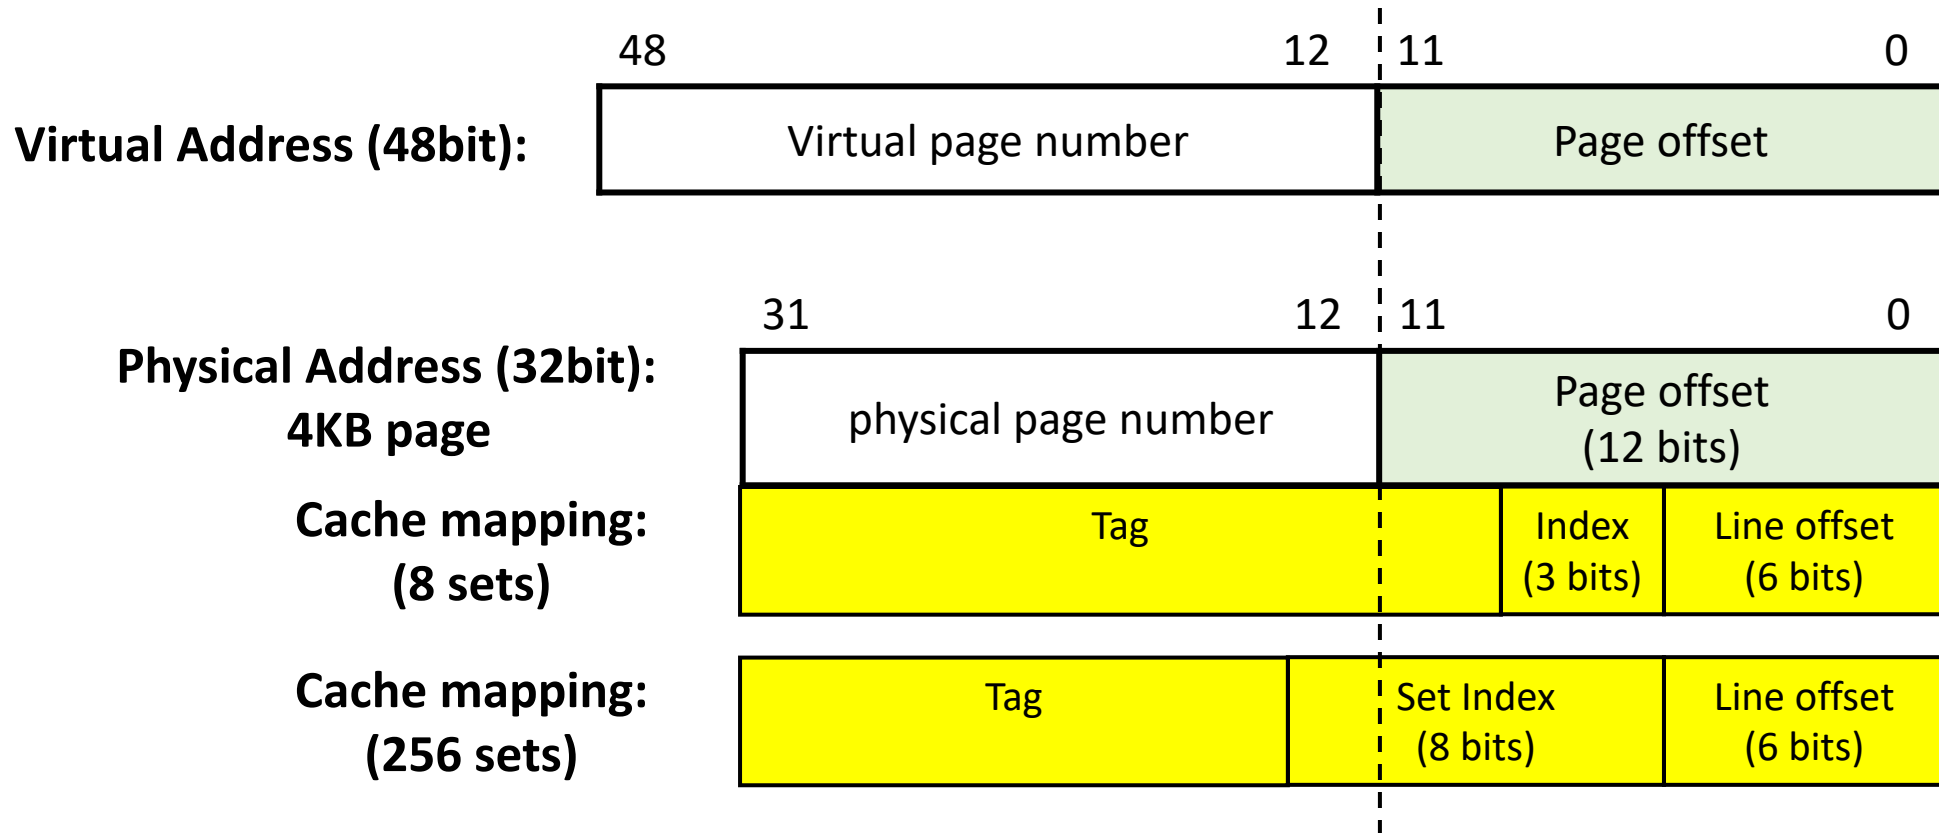 48 12 11 0
Virtual Address (48bit): Virtual page number Page offset
31 12 11 0
Physical Address (32bit):
4KB page
physical page number
Page offset
(12 bits)
Cache mapping:
(8 sets)
Tag
Index
(3 bits)
Line offset
(6 bits)
Cache mapping:
(256 sets)
Tag
Set Index
(8 bits)
Line offset
(6 bits)